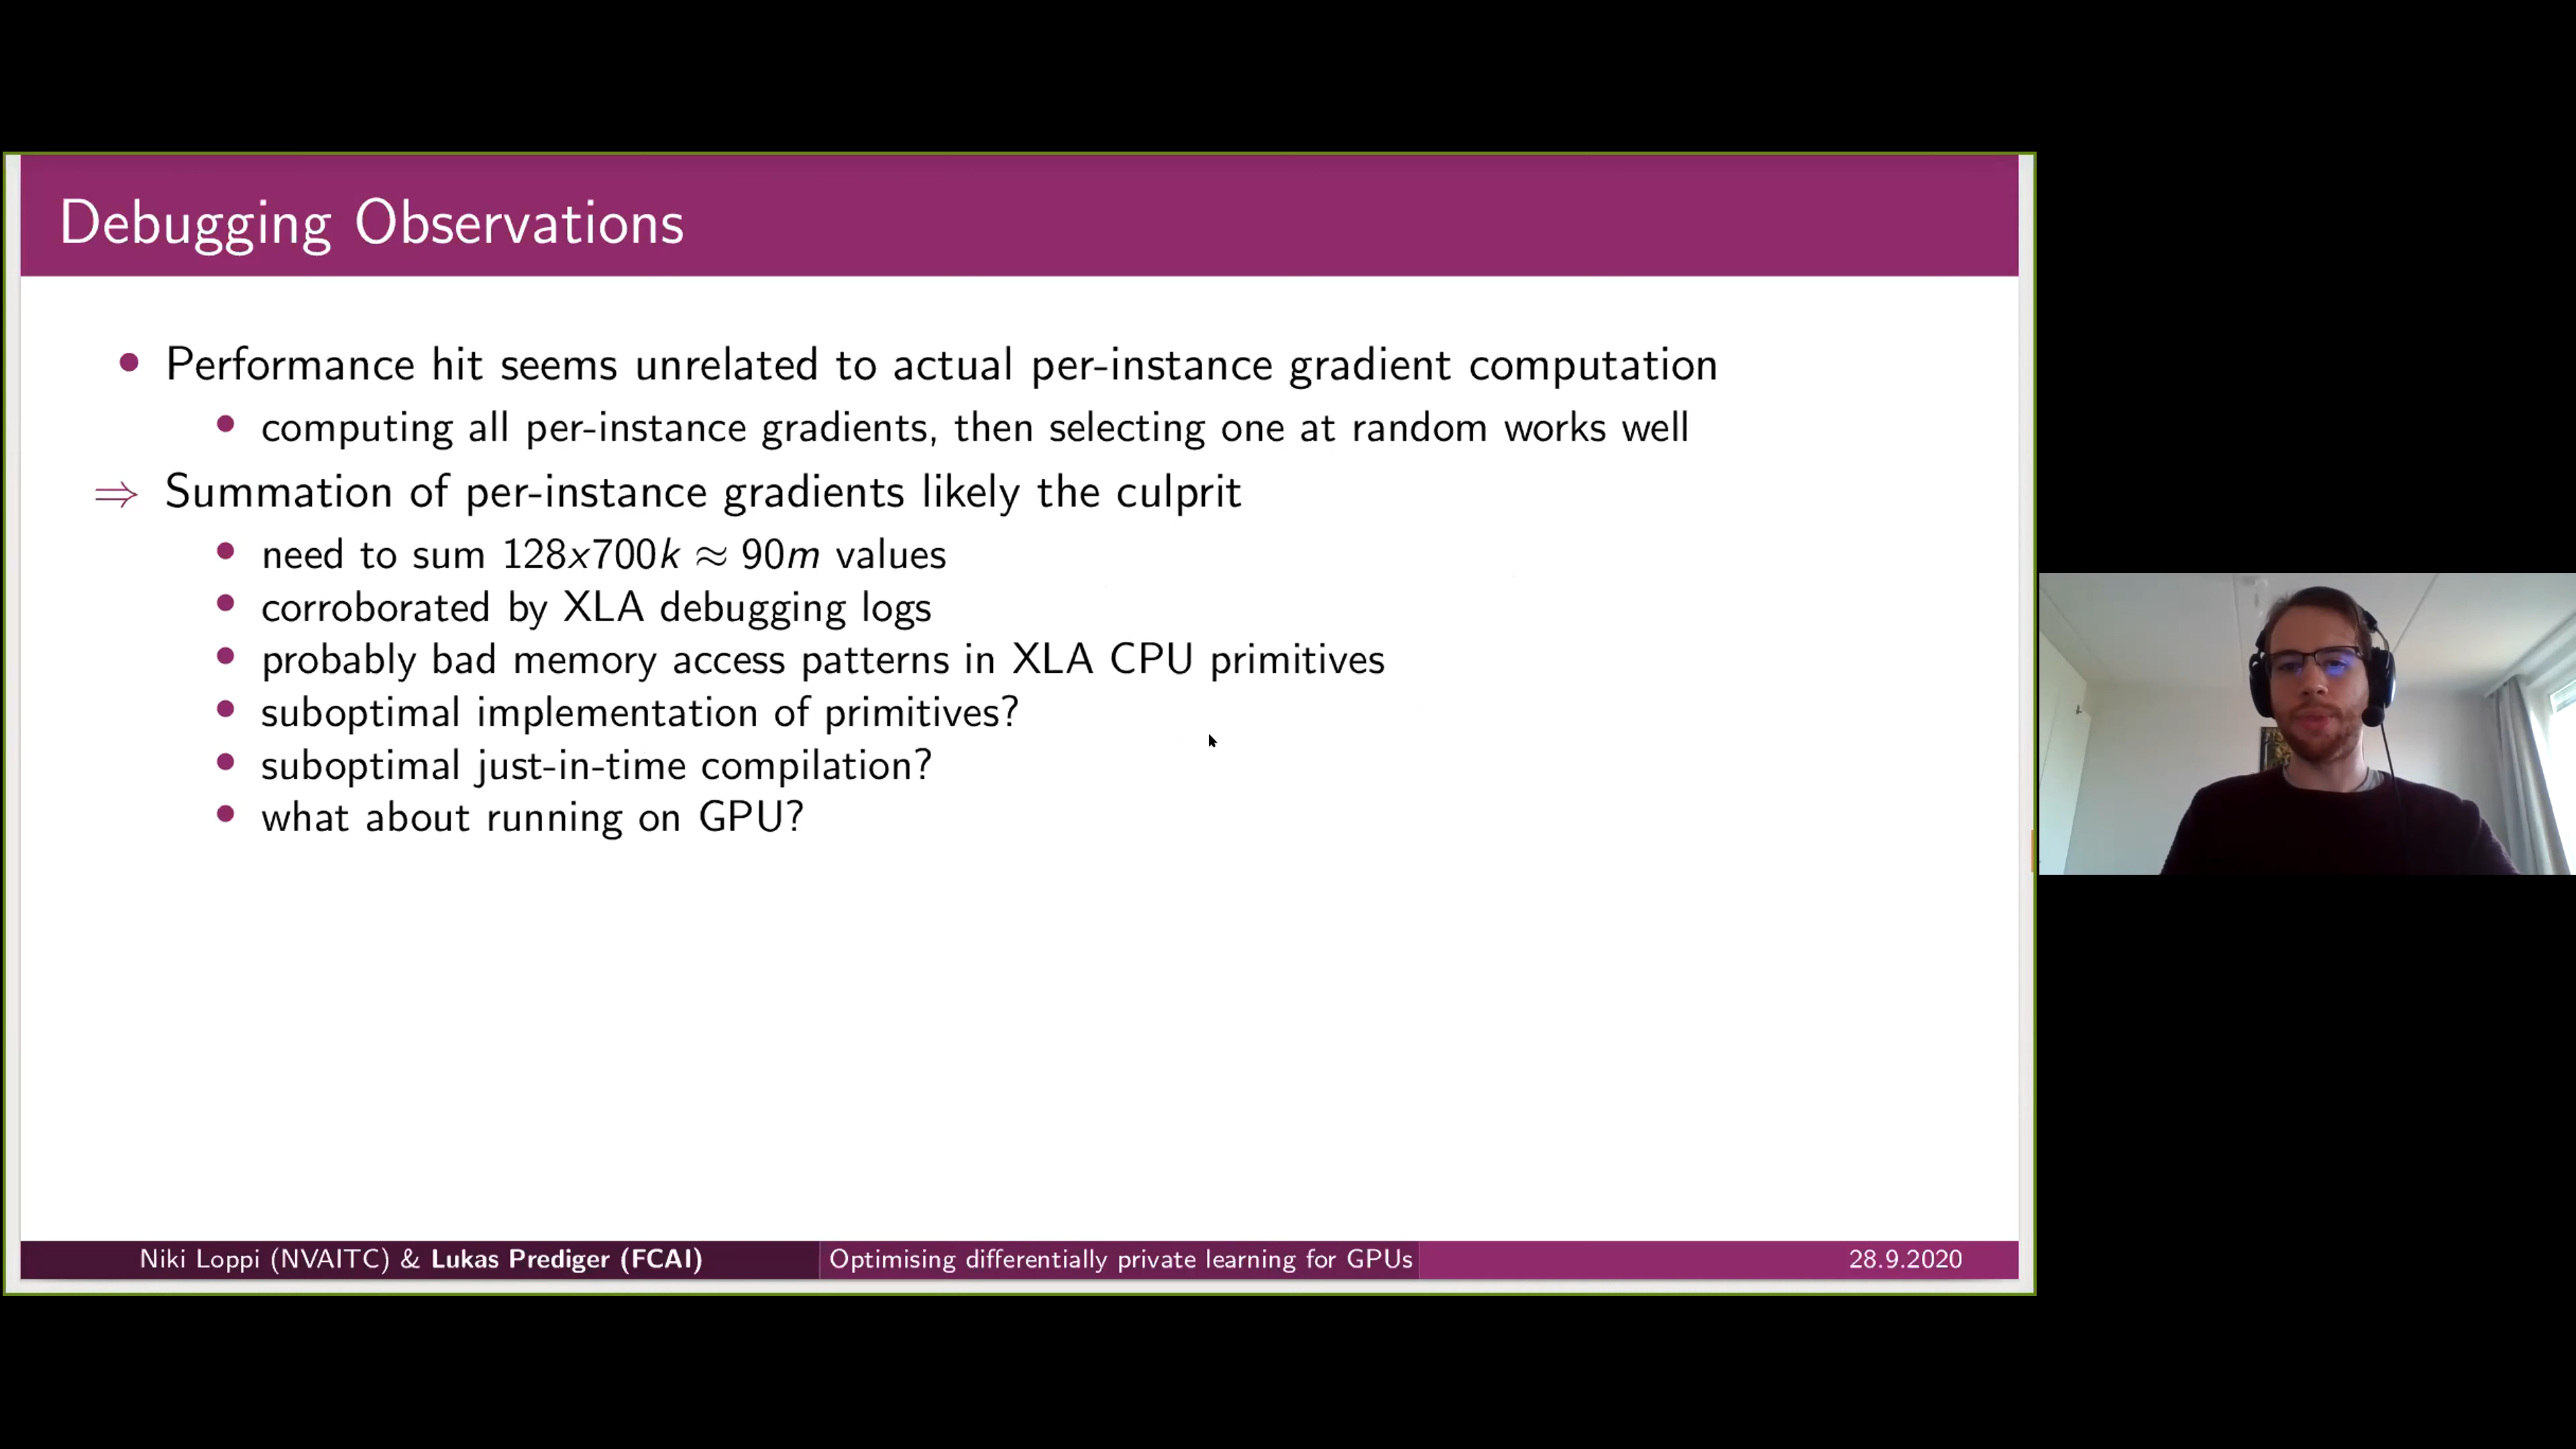 Debugging Observations
• Performance hit seems unrelated to actual per-instance gradient computation
• computing all per-instance gradients, then selecting one at random works well
⇒ Summation of per-instance gradients likely the culprit
• need to sum 128x700k ≈ 90m values
• corroborated by XLA debugging logs
• probably bad memory access patterns in XLA CPU primitives
• suboptimal implementation of primitives?
• suboptimal just-in-time compilation?
• what about running on GPU?
Niki Loppi (NVAITC) & Lukas Prediger (FCAI)
Optimising differentially private learning for GPUs
28.9.2020